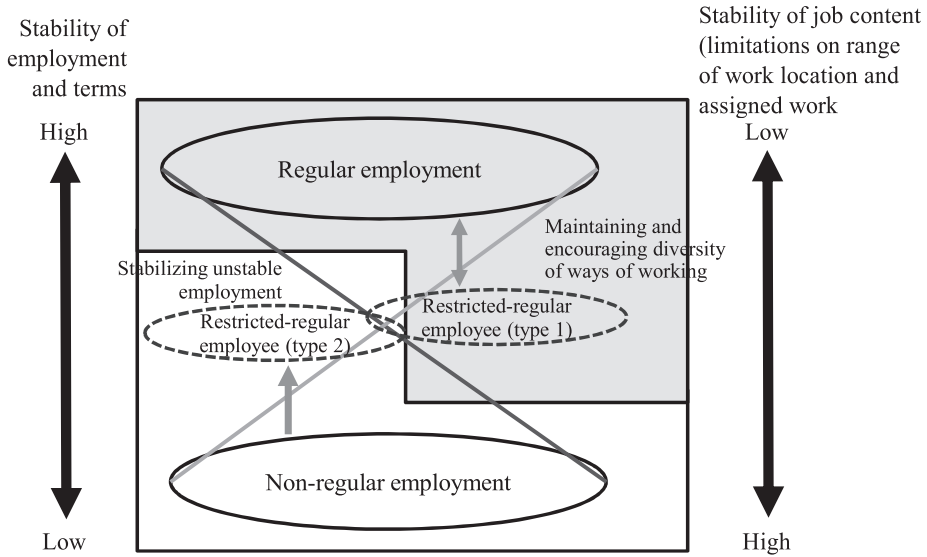 Stability of
employment
and terms
High
Low
Stability of job content
(limitations on range
of work location and
assigned work
Low
High
Regular employment
Maintaining and
encouraging diversity
of ways of working
Stabilizing unstable
employment
Restricted-regular
employee (type 1)
Restricted-regular
employee (type 2)
Non-regular employment